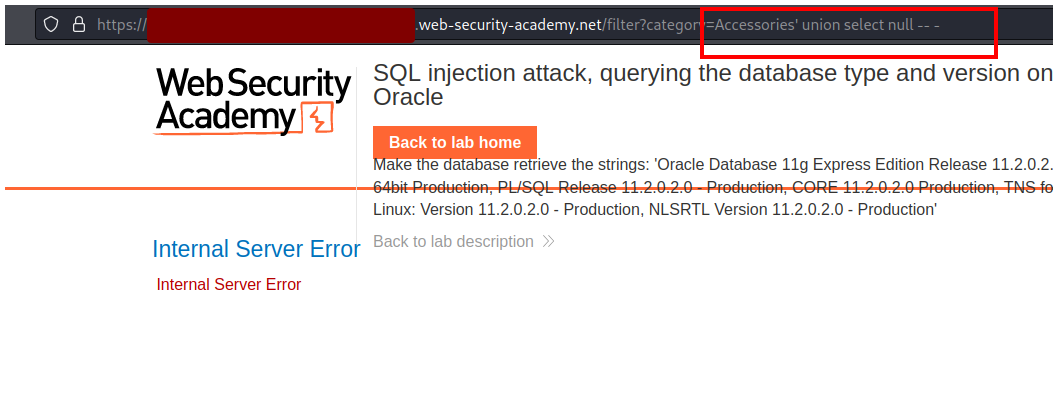 https://
.web-security-academy.net/filter?category=Accessories' union select null -- -
Web Security
Academy
SQL injection attack, querying the database type and version on
Oracle
Back to lab home
Make the database retrieve the strings: 'Oracle Database 11g Express Edition Release 11.2.0.2.
64bit Production, PL/SQL Release 11.2.0.2.0 - Production, CORE 11.2.0.2.0 Production, TNS fo
Linux: Version 11.2.0.2.0 - Production, NLSRTL Version 11.2.0.2.0 - Production'
Back to lab description
Internal Server Error
Internal Server Error